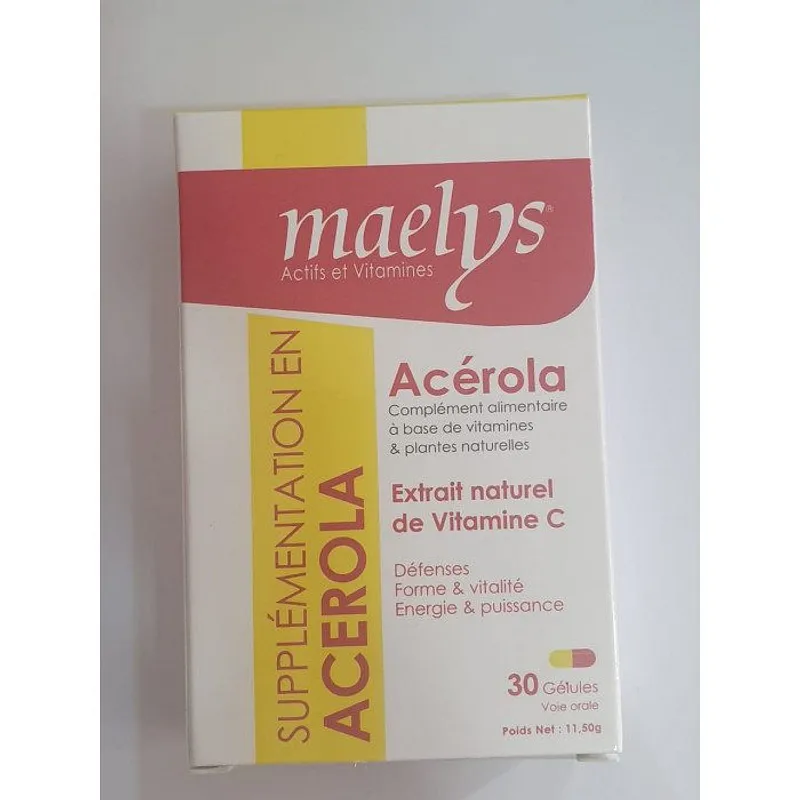 maelys®
Actifs et Vitamines
SUPPLÉMENTATION EN
ACEROLA
Acérola
Complément alimentaire
à base de vitamines
& plantes naturelles
Extrait naturel
de Vitamine C
Défenses
Forme & vitalité
Energie & puissance
30 Gélules
Voie orale
Poids Net : 11,50g